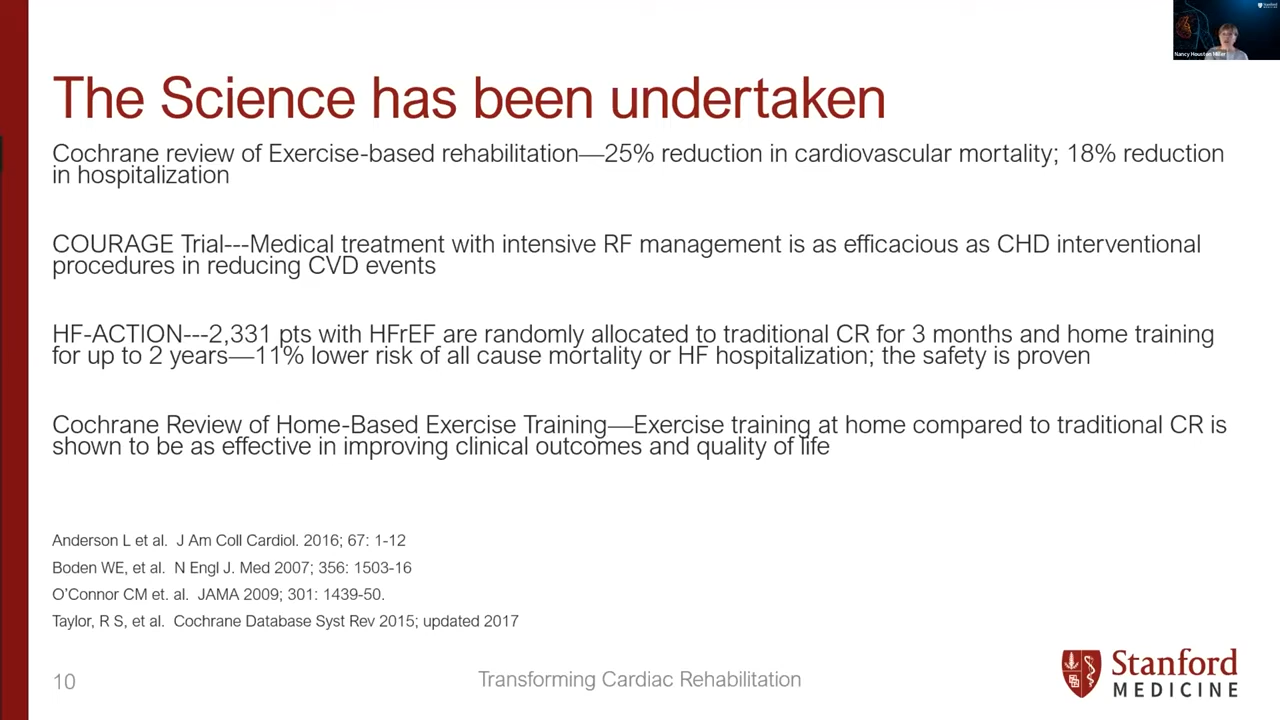 The Science has been undertaken
Cochrane review of Exercise-based rehabilitation—25% reduction in cardiovascular mortality; 18% reduction
in hospitalization
COURAGE Trial---Medical treatment with intensive RF management is as efficacious as CHD interventional
procedures in reducing CVD events
HF-ACTION---2,331 pts with HFrEF are randomly allocated to traditional CR for 3 months and home training
for up to 2 years—11% lower risk of all cause mortality or HF hospitalization; the safety is proven
Cochrane Review of Home-Based Exercise Training—Exercise training at home compared to traditional CR is
shown to be as effective in improving clinical outcomes and quality of life
Anderson L et al.  J Am Coll Cardiol. 2016; 67: 1-12
Boden WE, et al.  N Engl J. Med 2007; 356: 1503-16
O'Connor CM et. al.  JAMA 2009; 301: 1439-50.
Taylor, R S, et al.  Cochrane Database Syst Rev 2015; updated 2017
10
Transforming Cardiac Rehabilitation
Stanford
MEDICINE
Nancy Houston Miller